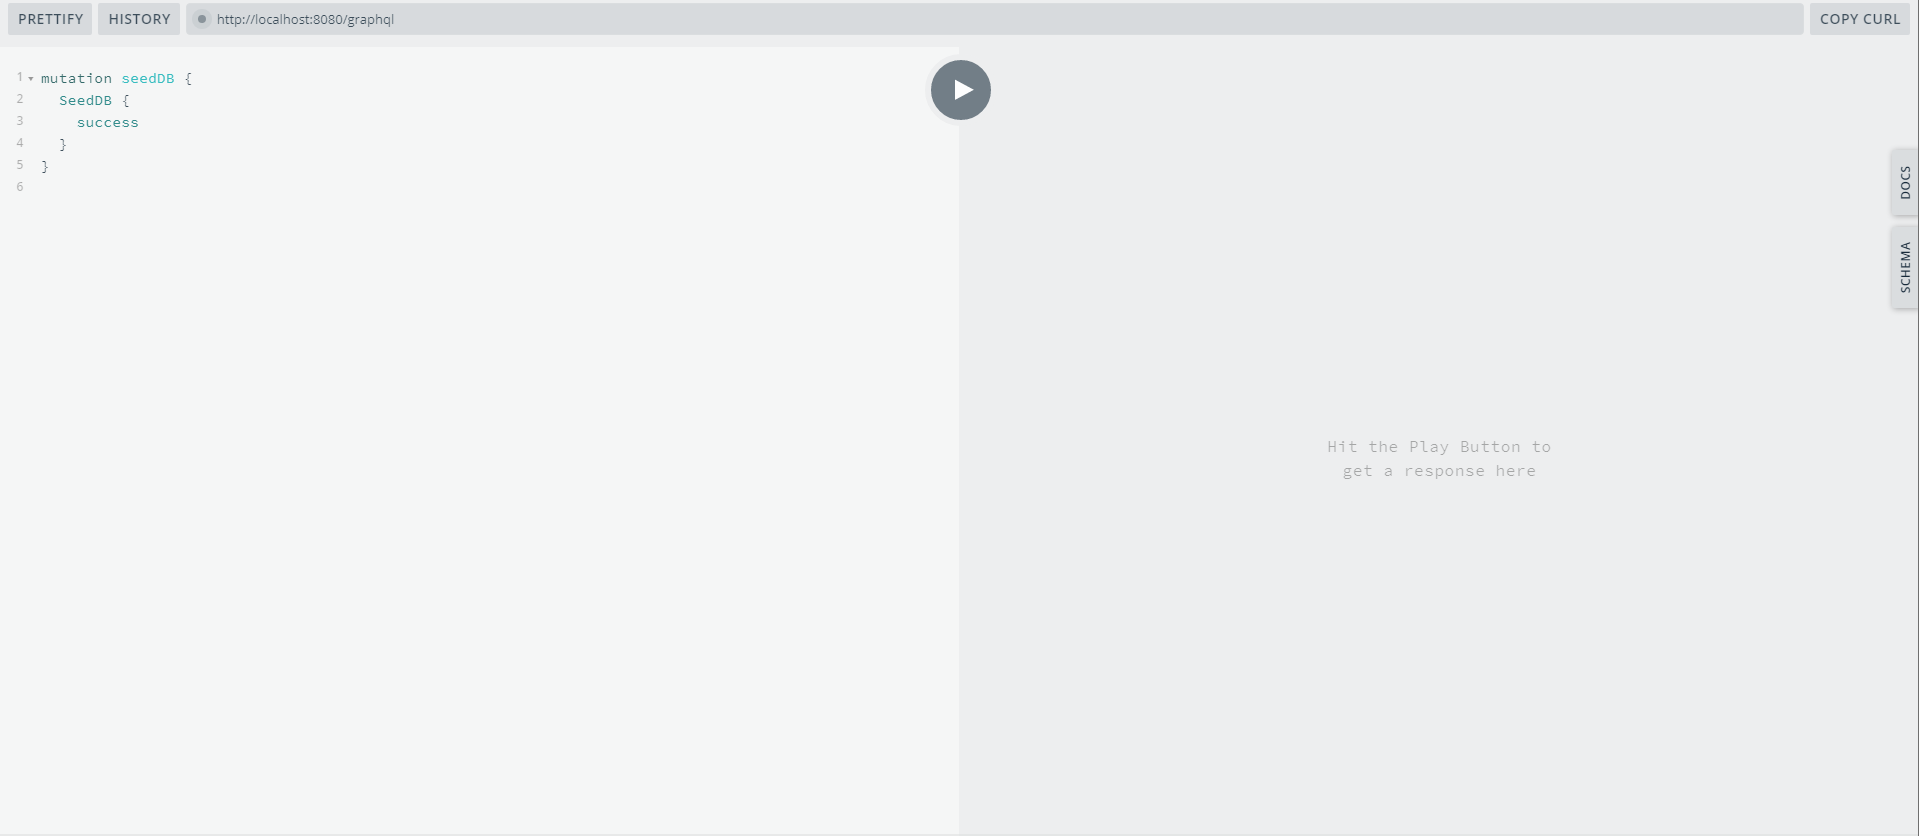 PRETTIFY HISTORY http://localhost:8080/graphql COPY CURL
1 mutation seedDB {
2 SeedDB {
3 success
4 }
5 }
6
Hit the Play Button to
get a response here
DOCS
SCHEMA